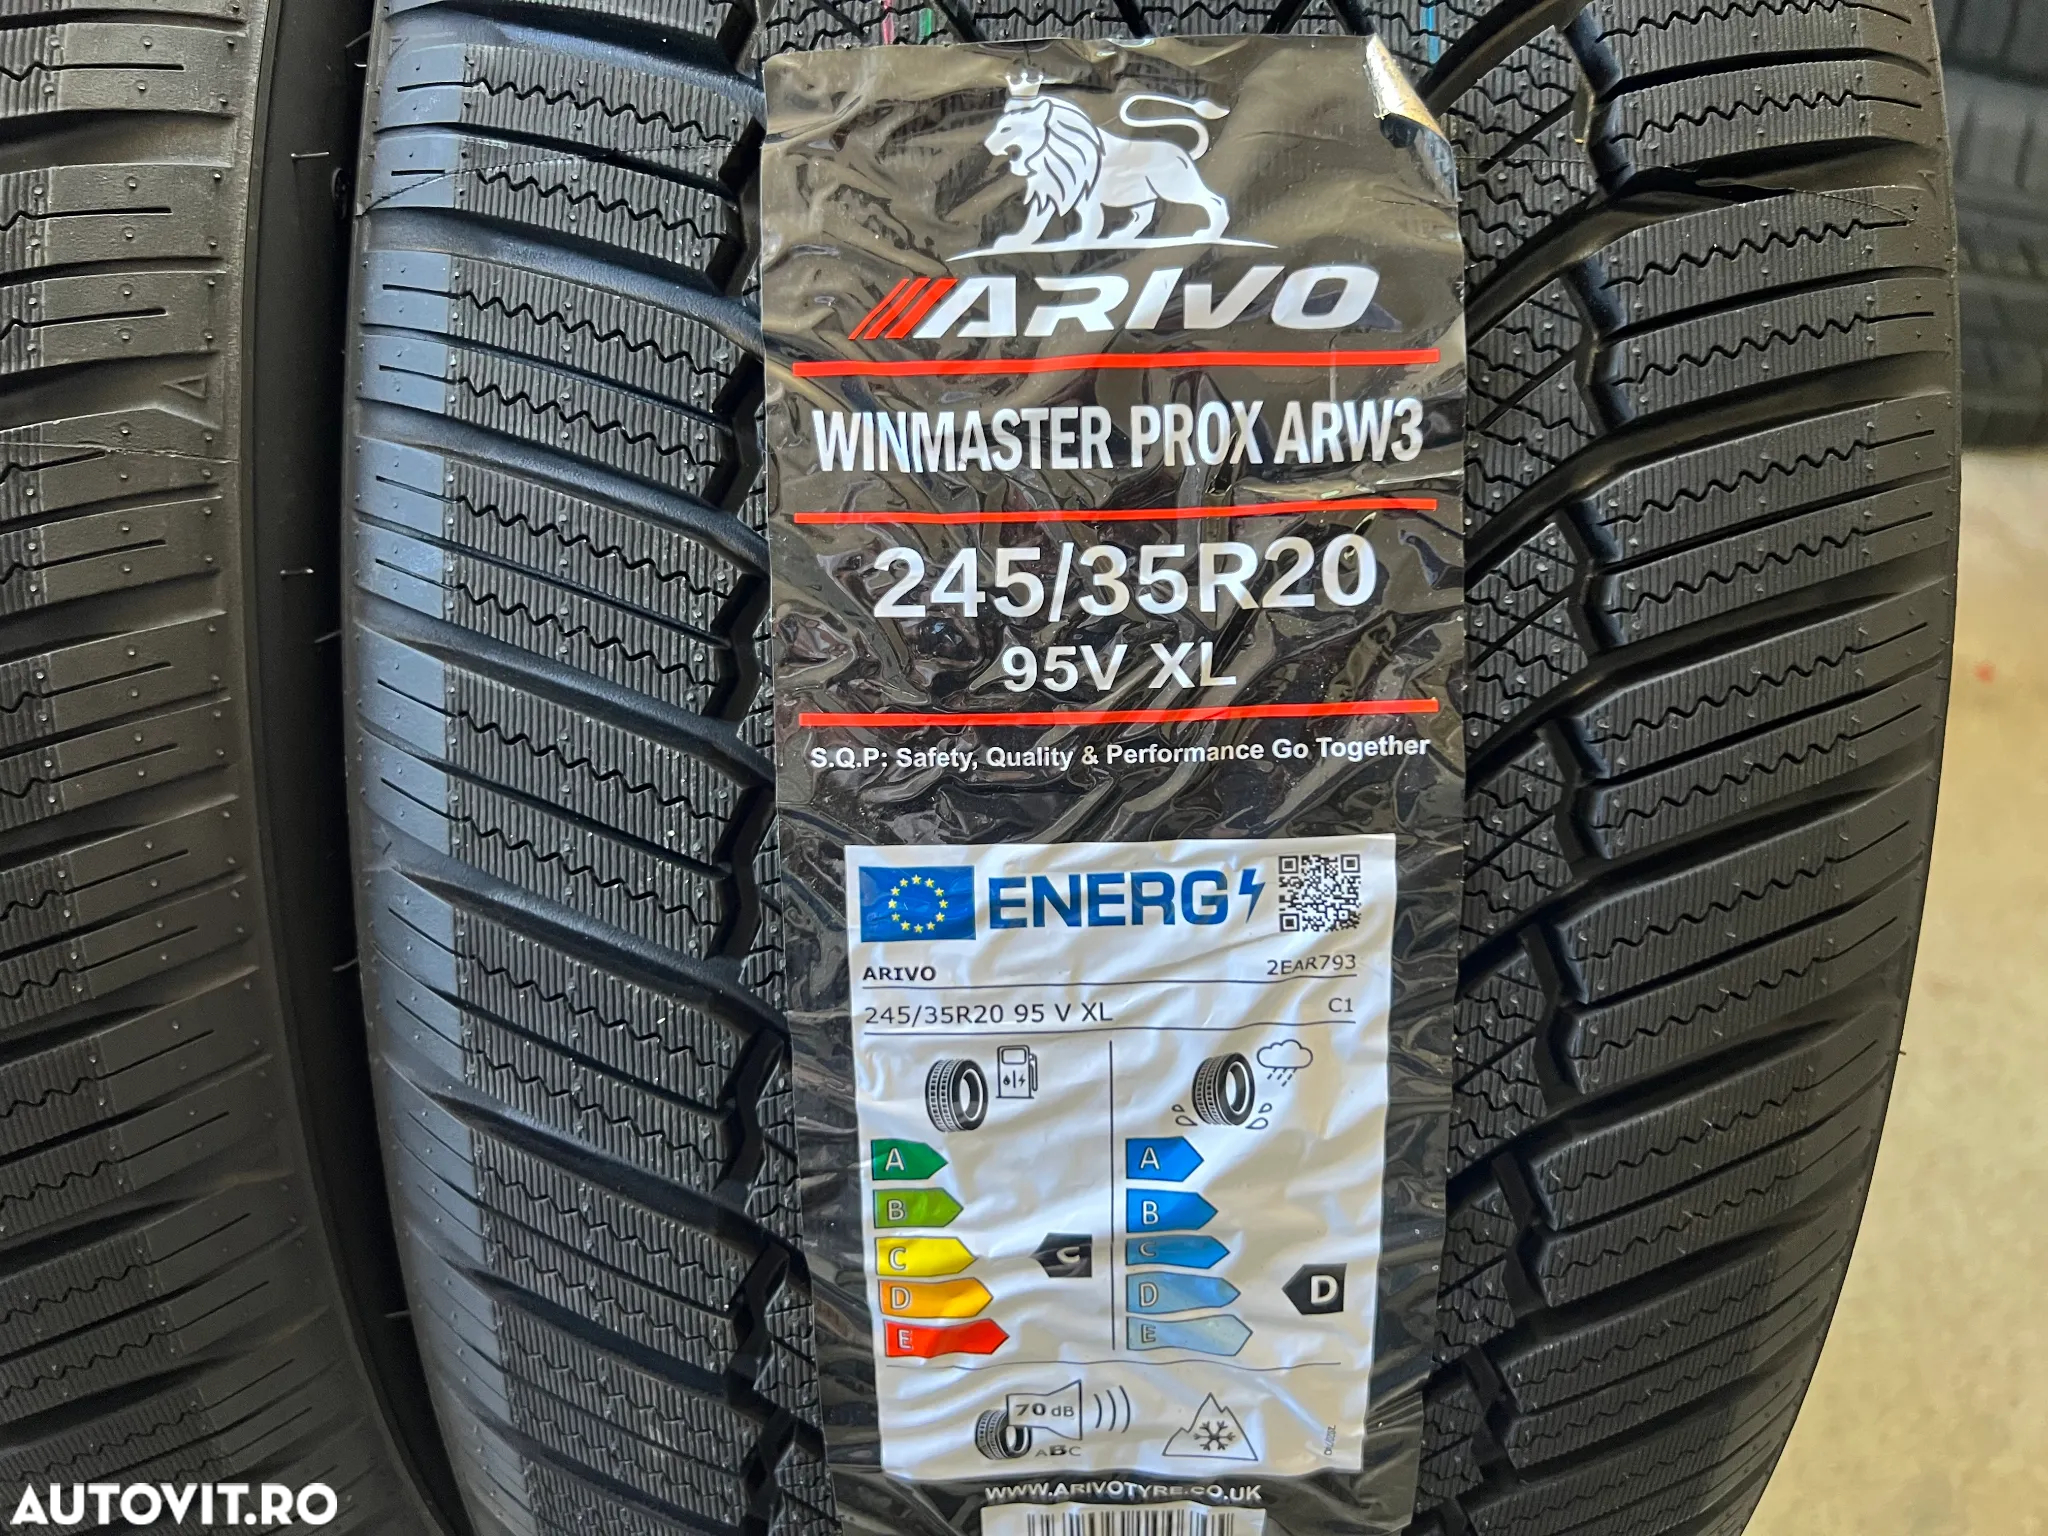 ARIVO
WINMASTER PROX ARW3
245/35R20
95V XL
S.Q.P: Safety, Quality & Performance Go Together
ENERG
ARIVO 2EAR793
245/35R20 95 V XL C1
A A
B B
C C C
D D D
E E
70 dB
ABC
WWW.ARIVOTYRE.CO.UK
AUTOVIT.RO